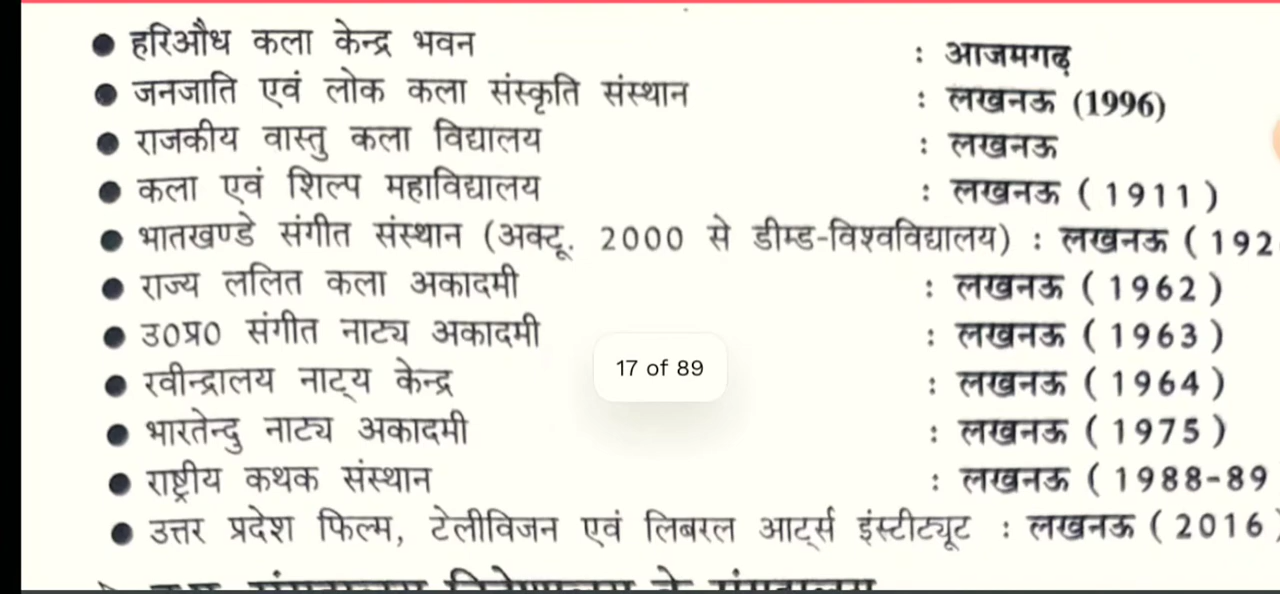 ● हरिऔध कला केन्द्र भवन : आजमगढ़
● जनजाति एवं लोक कला संस्कृति संस्थान : लखनऊ (1996)
● राजकीय वास्तु कला विद्यालय : लखनऊ
● कला एवं शिल्प महाविद्यालय : लखनऊ (1911)
● भातखण्डे संगीत संस्थान (अक्टू. 2000 से डीम्ड-विश्वविद्यालय) : लखनऊ (192
● राज्य ललित कला अकादमी : लखनऊ (1962)
● उ0प्र0 संगीत नाट्य अकादमी : लखनऊ (1963)
17 of 89
● रवीन्द्रालय नाट्य केन्द्र : लखनऊ (1964)
● भारतेन्दु नाट्य अकादमी : लखनऊ (1975)
● राष्ट्रीय कथक संस्थान : लखनऊ (1988-89
● उत्तर प्रदेश फिल्म, टेलीविजन एवं लिबरल आर्ट्स इंस्टीट्यूट : लखनऊ (2016)